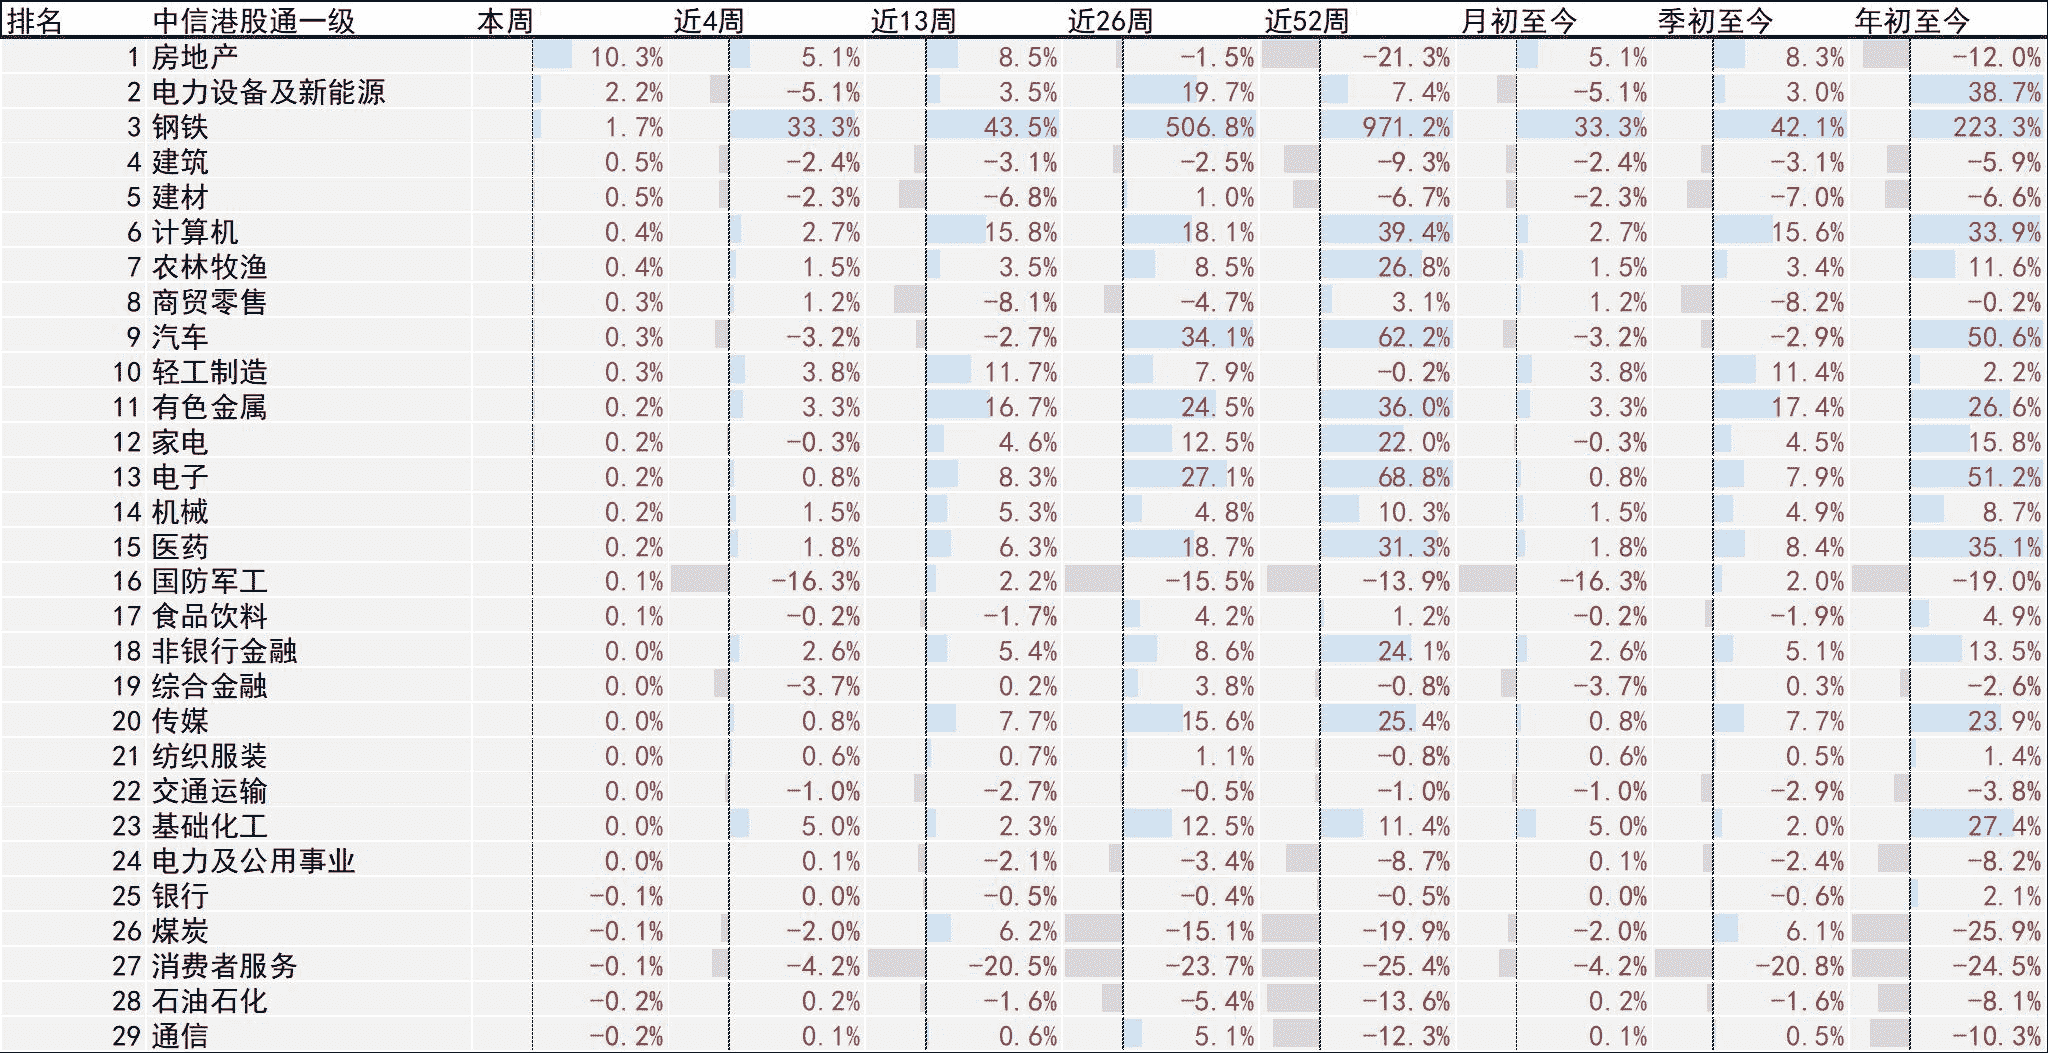 排名 中信港股通一级 本周 近4周 近13周 近26周 近52周 月初至今 季初至今 年初至今
1 房地产 10.3% 5.1% 8.5% -1.5% -21.3% 5.1% 8.3% -12.0%
2 电力设备及新能源 2.2% -5.1% 3.5% 19.7% 7.4% -5.1% 3.0% 38.7%
3 钢铁 1.7% 33.3% 43.5% 506.8% 971.2% 33.3% 42.1% 223.3%
4 建筑 0.5% -2.4% -3.1% -2.5% -9.3% -2.4% -3.1% -5.9%
5 建材 0.5% -2.3% -6.8% 1.0% -6.7% -2.3% -7.0% -6.6%
6 计算机 0.4% 2.7% 15.8% 18.1% 39.4% 2.7% 15.6% 33.9%
7 农林牧渔 0.4% 1.5% 3.5% 8.5% 26.8% 1.5% 3.4% 11.6%
8 商贸零售 0.3% 1.2% -8.1% -4.7% 3.1% 1.2% -8.2% -0.2%
9 汽车 0.3% -3.2% -2.7% 34.1% 62.2% -3.2% -2.9% 50.6%
10 轻工制造 0.3% 3.8% 11.7% 7.9% -0.2% 3.8% 11.4% 2.2%
11 有色金属 0.2% 3.3% 16.7% 24.5% 36.0% 3.3% 17.4% 26.6%
12 家电 0.2% -0.3% 4.6% 12.5% 22.0% -0.3% 4.5% 15.8%
13 电子 0.2% 0.8% 8.3% 27.1% 68.8% 0.8% 7.9% 51.2%
14 机械 0.2% 1.5% 5.3% 4.8% 10.3% 1.5% 4.9% 8.7%
15 医药 0.2% 1.8% 6.3% 18.7% 31.3% 1.8% 8.4% 35.1%
16 国防军工 0.1% -16.3% 2.2% -15.5% -13.9% -16.3% 2.0% -19.0%
17 食品饮料 0.1% -0.2% -1.7% 4.2% 1.2% -0.2% -1.9% 4.9%
18 非银行金融 0.0% 2.6% 5.4% 8.6% 24.1% 2.6% 5.1% 13.5%
19 综合金融 0.0% -3.7% 0.2% 3.8% -0.8% -3.7% 0.3% -2.6%
20 传媒 0.0% 0.8% 7.7% 15.6% 25.4% 0.8% 7.7% 23.9%
21 纺织服装 0.0% 0.6% 0.7% 1.1% -0.8% 0.6% 0.5% 1.4%
22 交通运输 0.0% -1.0% -2.7% -0.5% -1.0% -1.0% -2.9% -3.8%
23 基础化工 0.0% 5.0% 2.3% 12.5% 11.4% 5.0% 2.0% 27.4%
24 电力及公用事业 0.0% 0.1% -2.1% -3.4% -8.7% 0.1% -2.4% -8.2%
25 银行 -0.1% 0.0% -0.5% -0.4% -0.5% 0.0% -0.6% 2.1%
26 煤炭 -0.1% -2.0% 6.2% -15.1% -19.9% -2.0% 6.1% -25.9%
27 消费者服务 -0.1% -4.2% -20.5% -23.7% -25.4% -4.2% -20.8% -24.5%
28 石油石化 -0.2% 0.2% -1.6% -5.4% -13.6% 0.2% -1.6% -8.1%
29 通信 -0.2% 0.1% 0.6% 5.1% -12.3% 0.1% 0.5% -10.3%